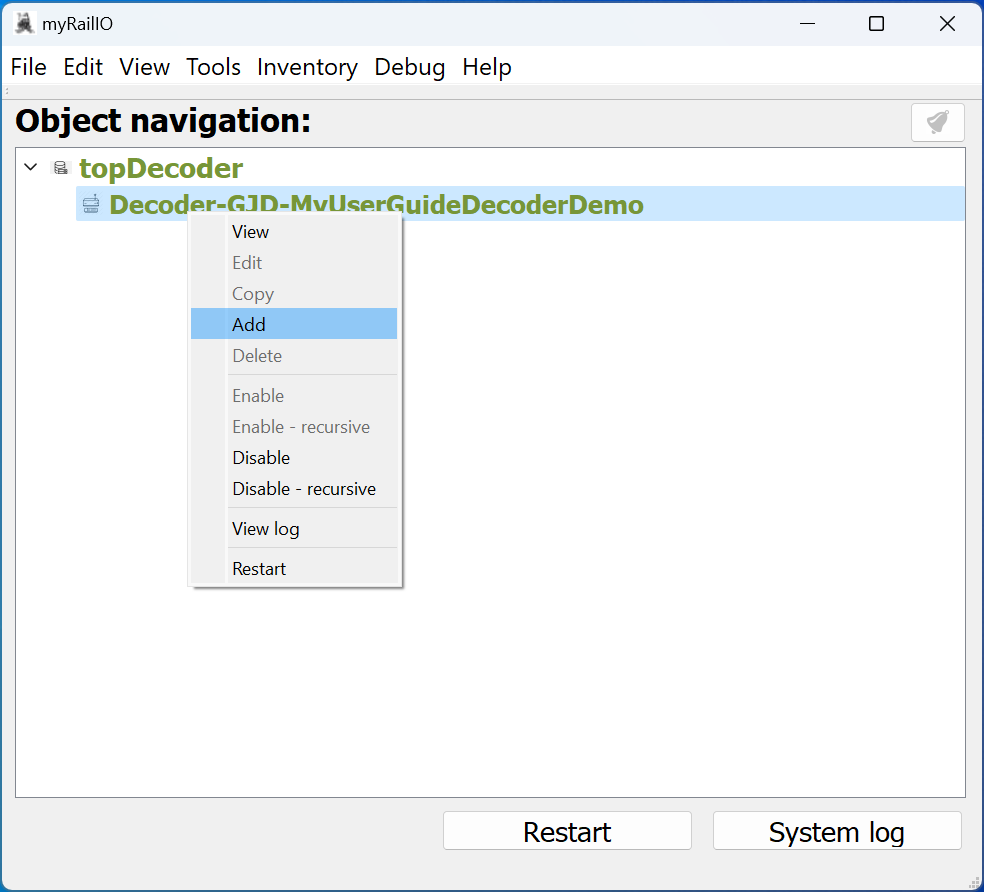 myRailIO
File Edit View Tools Inventory Debug Help
Object navigation:
topDecoder
Decoder-GJD-MyUserGuideDecoderDemo
View
Edit
Copy
Add
Delete
Enable
Enable - recursive
Disable
Disable - recursive
View log
Restart
Restart System log